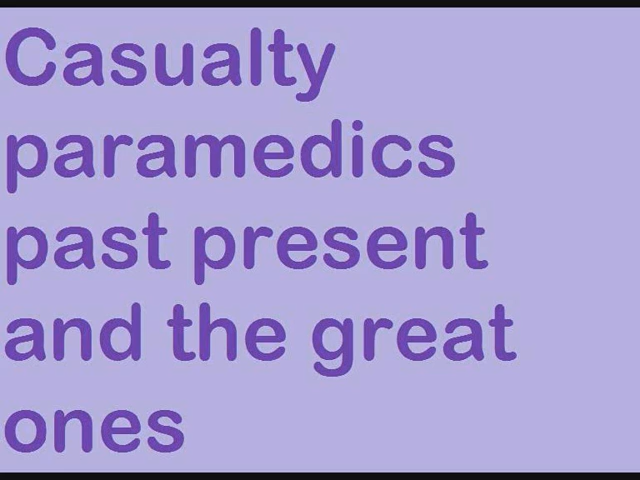 Casualty
paramedics
past present
and the great
ones